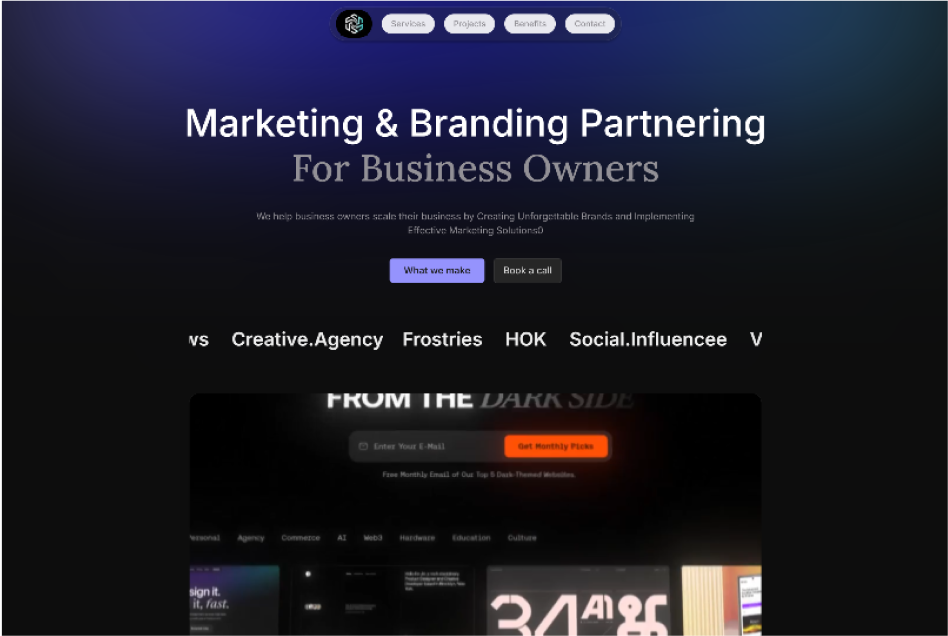 Services Projects Benefits Contact
Marketing & Branding Partnering
For Business Owners
We help business owners scale their business by Creating Unforgettable Brands and Implementing
Effective Marketing Solutions0
What we make Book a call
ws Creative.Agency Frostries HOK Social.Influencee V
FROM THE DARK SIDE
Enter Your E-Mail Get Monthly Picks
Free Monthly Email of Our Top 5 Dark-Themed Websites.
ersonal Agency Commerce AI Web3 Hardware Education Culture
sign it.
it, fast.